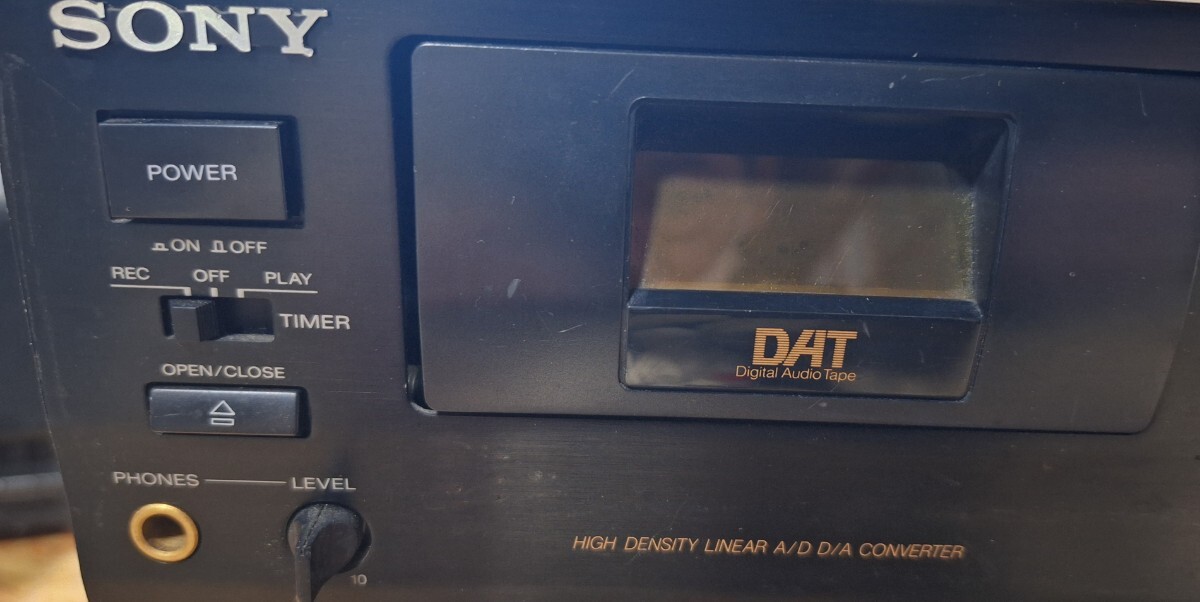 SONY
POWER
ON OFF
REC OFF PLAY
TIMER
OPEN/CLOSE
PHONES LEVEL
10
DAT
Digital Audio Tape
HIGH DENSITY LINEAR A/D D/A CONVERTER